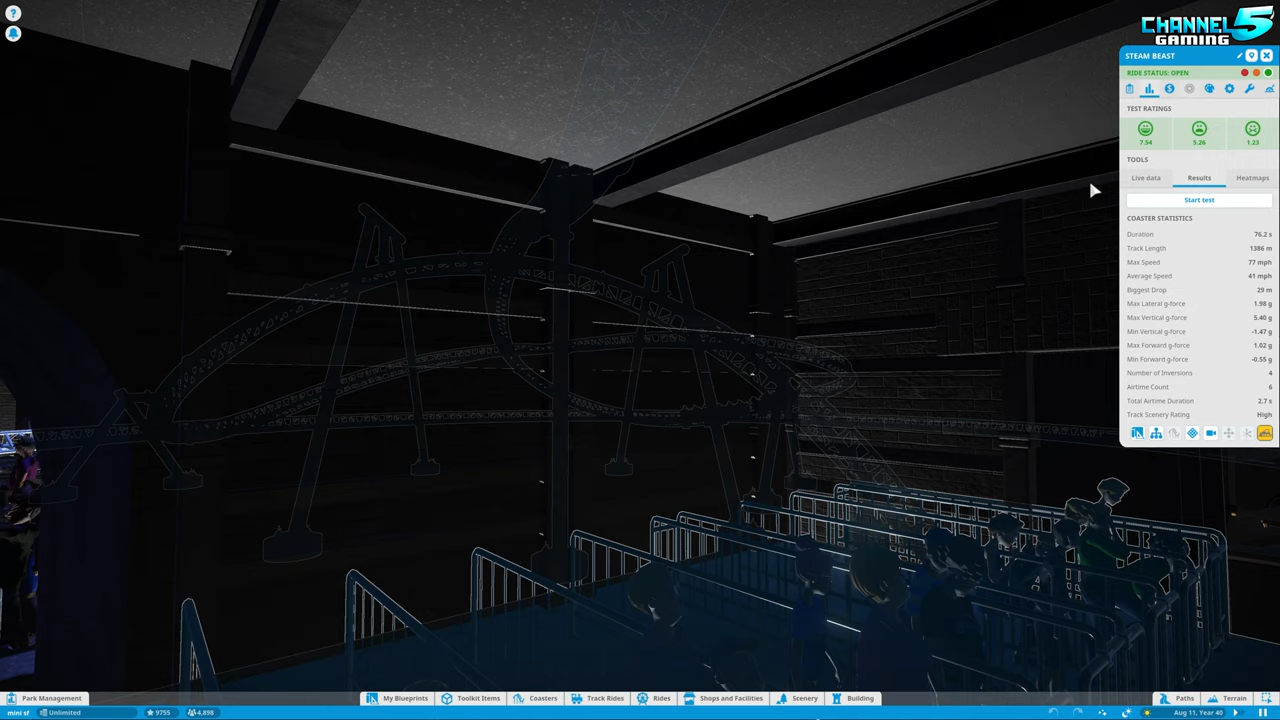 CHANNEL 5
GAMING
STEAM BEAST
RIDE STATUS: OPEN
TEST RATINGS
7.54 5.26 1.23
TOOLS
Live data Results Heatmaps
Start test
COASTER STATISTICS
Duration 76.2 s
Track Length 1386 m
Max Speed 77 mph
Average Speed 41 mph
Biggest Drop 29 m
Max Lateral g-force 1.98 g
Max Vertical g-force 5.40 g
Min Vertical g-force -1.47 g
Max Forward g-force 1.02 g
Min Forward g-force -0.55 g
Number of Inversions 4
Airtime Count 6
Total Airtime Duration 2.7 s
Track Scenery Rating High
Park Management My Blueprints Toolkit Items Coasters Track Rides Rides Shops and Facilities Scenery Building Paths Terrain
mini sf Unlimited 9755 4,898 Aug 11, Year 40